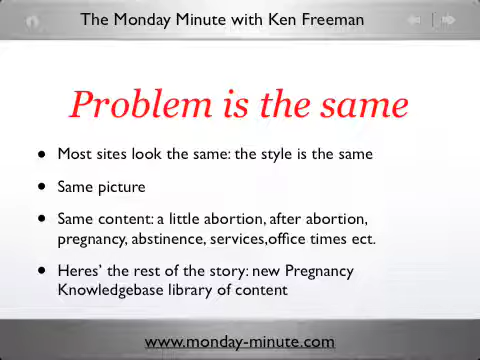 The Monday Minute with Ken Freeman
Problem is the same
• Most sites look the same: the style is the same
• Same picture
• Same content: a little abortion, after abortion,
pregnancy, abstinence, services,office times ect.
• Heres' the rest of the story: new Pregnancy
Knowledgebase library of content
www.monday-minute.com